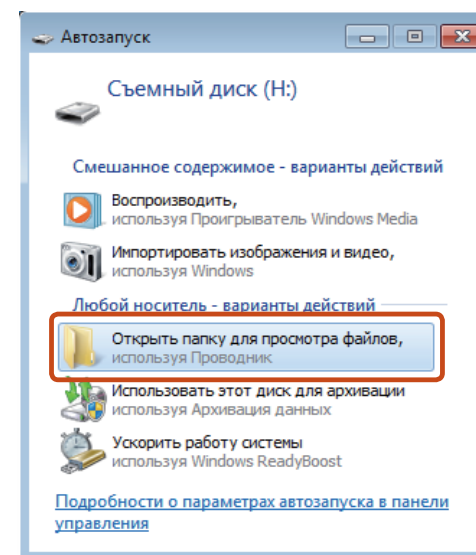 Автозапуск
Съемный диск (H:)
Смешанное содержимое - варианты действий
Воспроизводить,
используя Проигрыватель Windows Media
Импортировать изображения и видео,
используя Windows
Любой носитель - варианты действий
Открыть папку для просмотра файлов,
используя Проводник
Использовать этот диск для архивации
используя Архивация данных
Ускорить работу системы
используя Windows ReadyBoost
Подробности о параметрах автозапуска в панели
управления